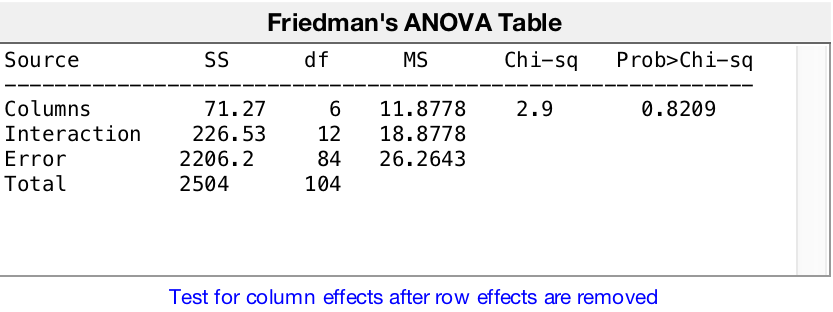 Friedman's ANOVA Table
Source SS df MS Chi-sq Prob>Chi-sq
------------------------------------------------------------
Columns 71.27 6 11.8778 2.9 0.8209
Interaction 226.53 12 18.8778
Error 2206.2 84 26.2643
Total 2504 104
Test for column effects after row effects are removed